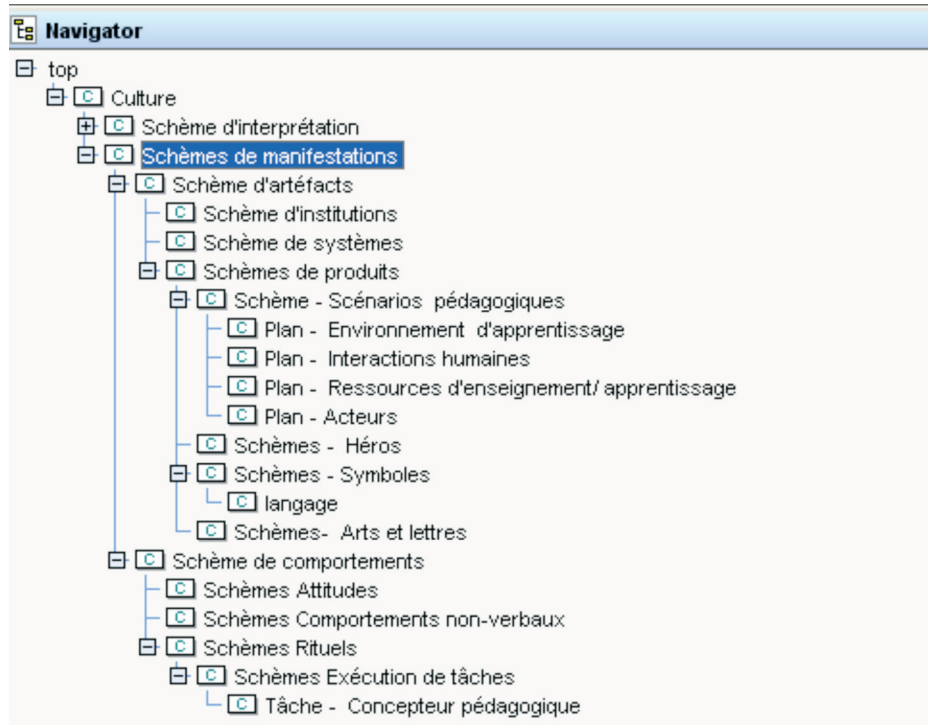 Navigator
top
C Culture
C Schème d'interprétation
C Schèmes de manifestations
C Schème d'artéfacts
C Schème d'institutions
C Schème de systèmes
C Schèmes de produits
C Schème - Scénarios pédagogiques
C Plan - Environnement d'apprentissage
C Plan - Interactions humaines
C Plan - Ressources d'enseignement/ apprentissage
C Plan - Acteurs
C Schèmes - Héros
C Schèmes - Symboles
C langage
C Schèmes- Arts et lettres
C Schème de comportements
C Schèmes Attitudes
C Schèmes Comportements non-verbaux
C Schèmes Rituels
C Schèmes Exécution de tâches
C Tâche - Concepteur pédagogique